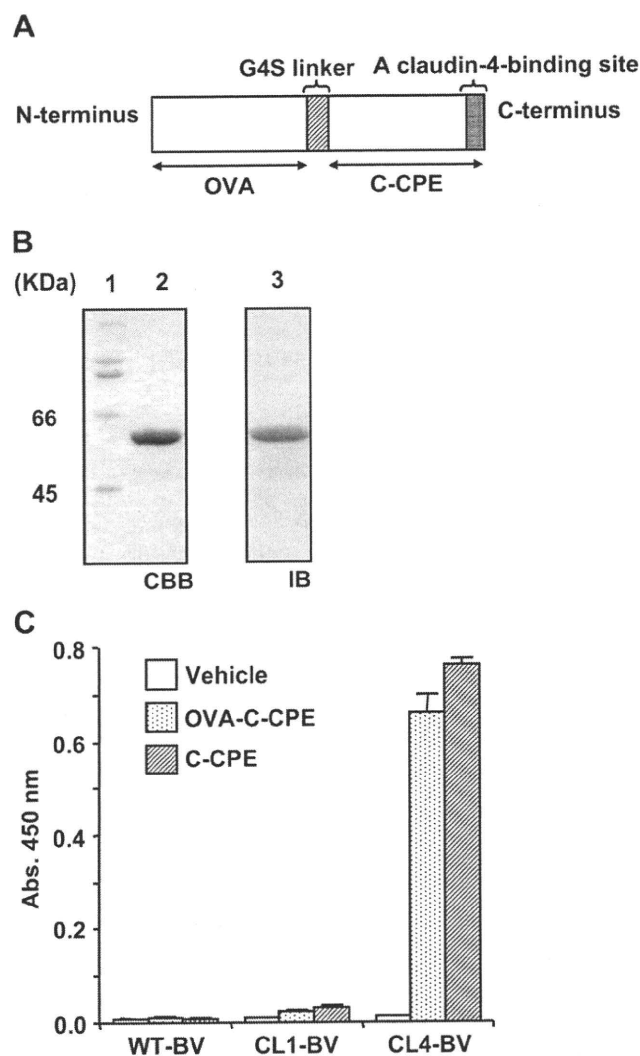 A
G4S linker A claudin-4-binding site
N-terminus C-terminus
OVA C-CPE
B
(KDa) 1 2 3
66
45
CBB IB
C
0.8
Vehicle
OVA-C-CPE
C-CPE
0.6
0.4
0.2
0.0
Abs. 450 nm
WT-BV CL1-BV CL4-BV